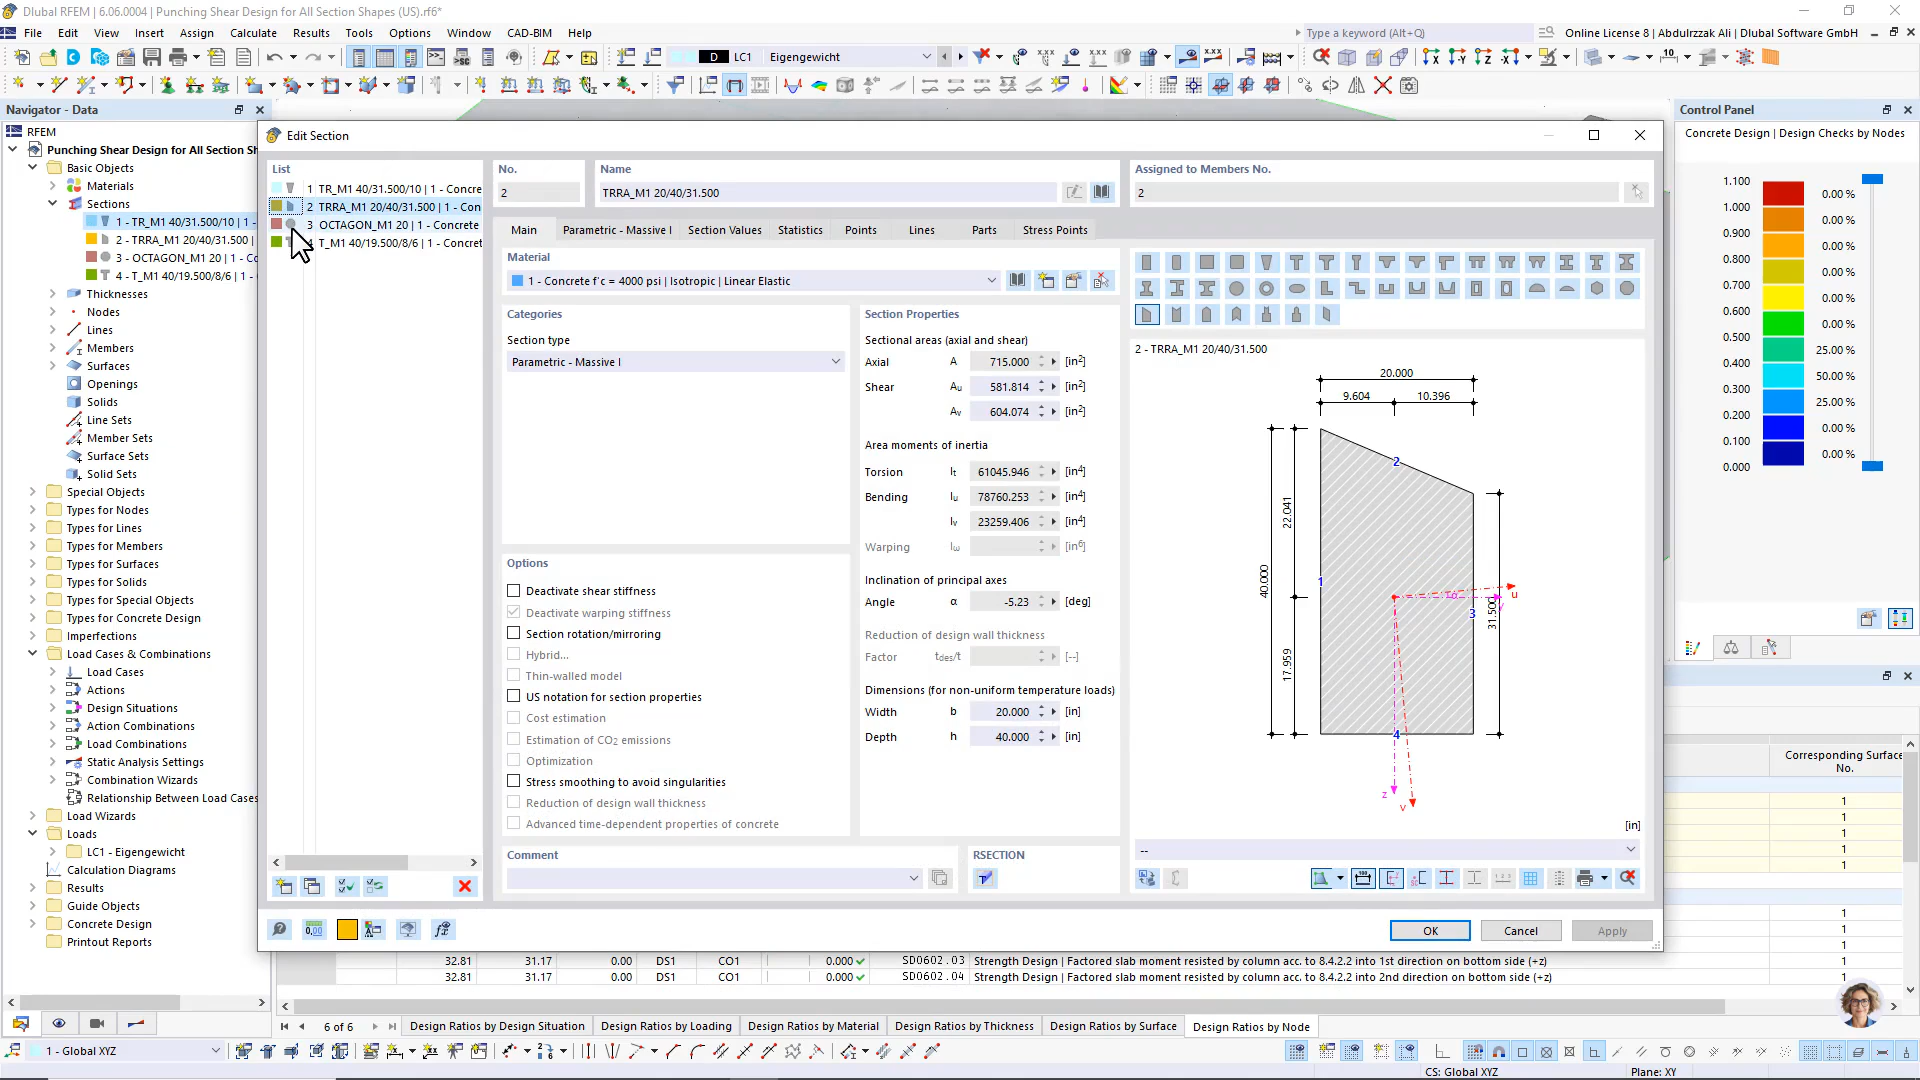 Dlubal RFEM | 6.06.0004 | Punching Shear Design for All Section Shapes (US).rf6*
File Edit View Insert Assign Calculate Results Tools Options Window CAD-BIM Help
Type a keyword (Alt+Q)
Online License 8 | Abdulrzzak Ali | Dlubal Software GmbH
D LC1 Eigengewicht
Navigator - Data
RFEM
Punching Shear Design for All Section Sh
Basic Objects
Materials
Sections
1 - TR_M1 40/31.500/10 | 1 -
2 - TRRA_M1 20/40/31.500 |
3 - OCTAGON_M1 20 | 1 - Co
4 - T_M1 40/19.500/8/6 | 1 -
Thicknesses
Nodes
Lines
Members
Surfaces
Openings
Solids
Line Sets
Member Sets
Surface Sets
Solid Sets
Special Objects
Types for Nodes
Types for Lines
Types for Members
Types for Surfaces
Types for Solids
Types for Special Objects
Types for Concrete Design
Imperfections
Load Cases & Combinations
Load Cases
Actions
Design Situations
Action Combinations
Load Combinations
Static Analysis Settings
Combination Wizards
Relationship Between Load Cases
Load Wizards
Loads
LC1 - Eigengewicht
Calculation Diagrams
Results
Guide Objects
Concrete Design
Printout Reports
Edit Section
List
1 TR_M1 40/31.500/10 | 1 - Concre
2 TRRA_M1 20/40/31.500 | 1 - Con
3 OCTAGON_M1 20 | 1 - Concrete
4 T_M1 40/19.500/8/6 | 1 - Concret
No.
2
Name
TRRA_M1 20/40/31.500
Assigned to Members No.
2
Main Parametric - Massive I Section Values Statistics Points Lines Parts Stress Points
Material
1 - Concrete f'c = 4000 psi | Isotropic | Linear Elastic
Categories
Section type
Parametric - Massive I
Options
Deactivate shear stiffness
Deactivate warping stiffness
Section rotation/mirroring
Hybrid...
Thin-walled model
US notation for section properties
Cost estimation
Estimation of CO2 emissions
Optimization
Stress smoothing to avoid singularities
Reduction of design wall thickness
Advanced time-dependent properties of concrete
Section Properties
Sectional areas (axial and shear)
Axial A 715.000 [in2]
Shear Au 581.814 [in2]
Av 604.074 [in2]
Area moments of inertia
Torsion It 61045.946 [in4]
Bending Iu 78760.253 [in4]
Iv 23259.406 [in4]
Warping Iω [in6]
Inclination of principal axes
Angle α -5.23 [deg]
Reduction of design wall thickness
Factor tdes/t [--]
Dimensions (for non-uniform temperature loads)
Width b 20.000 [in]
Depth h 40.000 [in]
Comment
RSECTION
2 - TRRA_M1 20/40/31.500
20.000
9.604 10.396
2
22.041
1
40.000
α
u
y
3
31.500
17.959
4
z
v
[in]
--
OK Cancel Apply
Control Panel
Concrete Design | Design Checks by Nodes
1.100 0.00 %
1.000 0.00 %
0.900 0.00 %
0.800 0.00 %
0.700 0.00 %
0.600 0.00 %
0.500 25.00 %
0.400 50.00 %
0.300 25.00 %
0.200 0.00 %
0.100 0.00 %
0.000
Corresponding Surface
No.
1
1
1
1
1
1
1
1
1
32.81 31.17 0.00 DS1 CO1 0.000 SD0602.03 Strength Design | Factored slab moment resisted by column acc. to 8.4.2.2 into 1st direction on bottom side (+z)
32.81 31.17 0.00 DS1 CO1 0.000 SD0602.04 Strength Design | Factored slab moment resisted by column acc. to 8.4.2.2 into 2nd direction on bottom side (+z)
6 of 6
Design Ratios by Design Situation Design Ratios by Loading Design Ratios by Material Design Ratios by Thickness Design Ratios by Surface Design Ratios by Node
1 - Global XYZ
CS: Global XYZ
Plane: XY